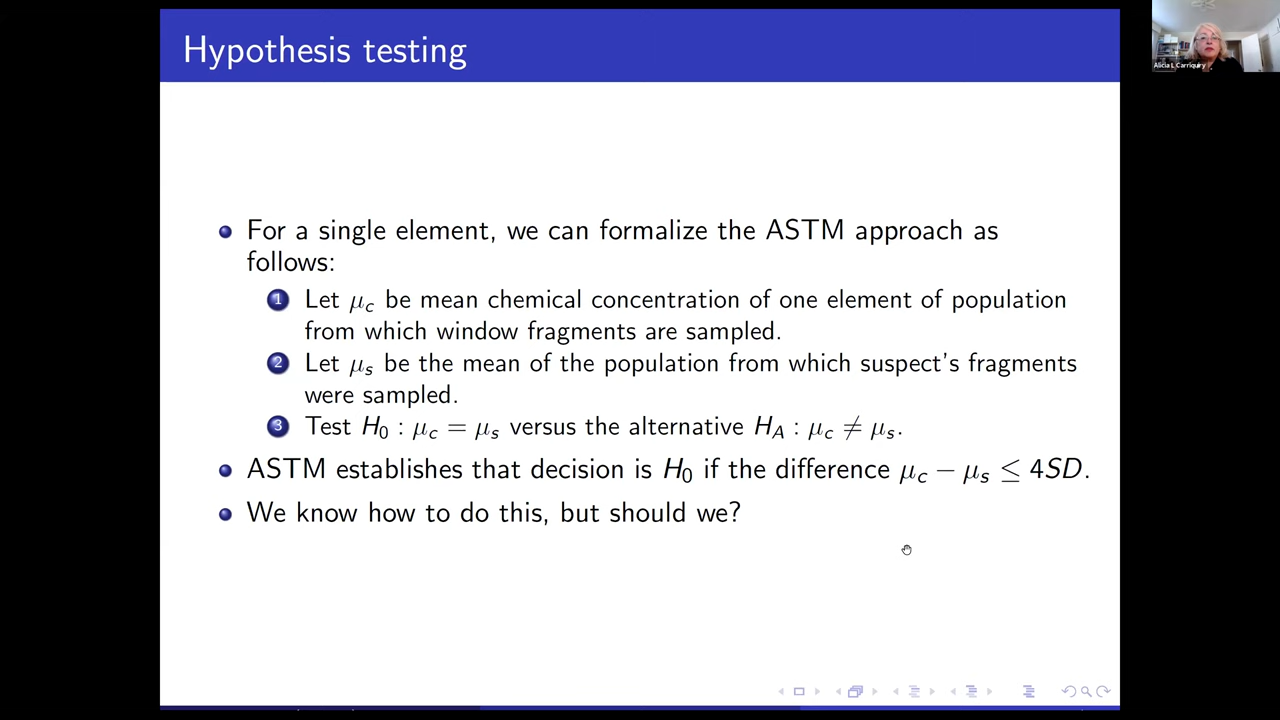 Hypothesis testing
Alicia L Carriquiry
For a single element, we can formalize the ASTM approach as
follows:
1 Let μc be mean chemical concentration of one element of population
from which window fragments are sampled.
2 Let μs be the mean of the population from which suspect's fragments
were sampled.
3 Test H0 : μc = μs versus the alternative HA : μc ≠ μs.
ASTM establishes that decision is H0 if the difference μc − μs ≤ 4SD.
We know how to do this, but should we?